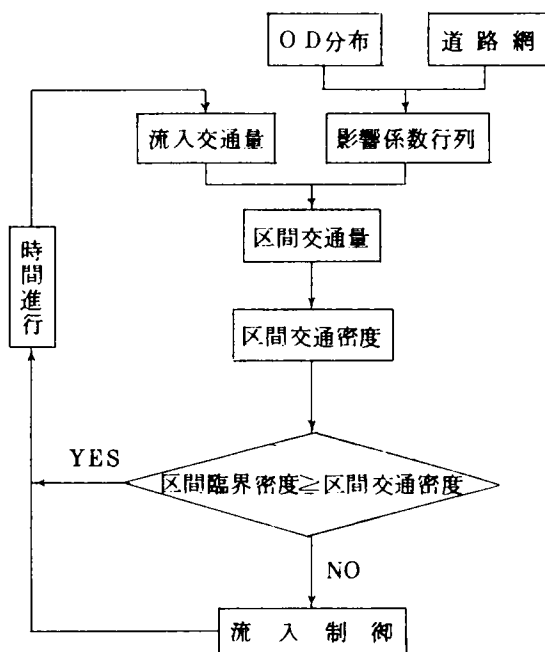 OD分布
道路網
流入交通量
影響係数行列
区間交通量
時間進行
区間交通密度
YES
区間臨界密度≧区間交通密度
NO
流入制御